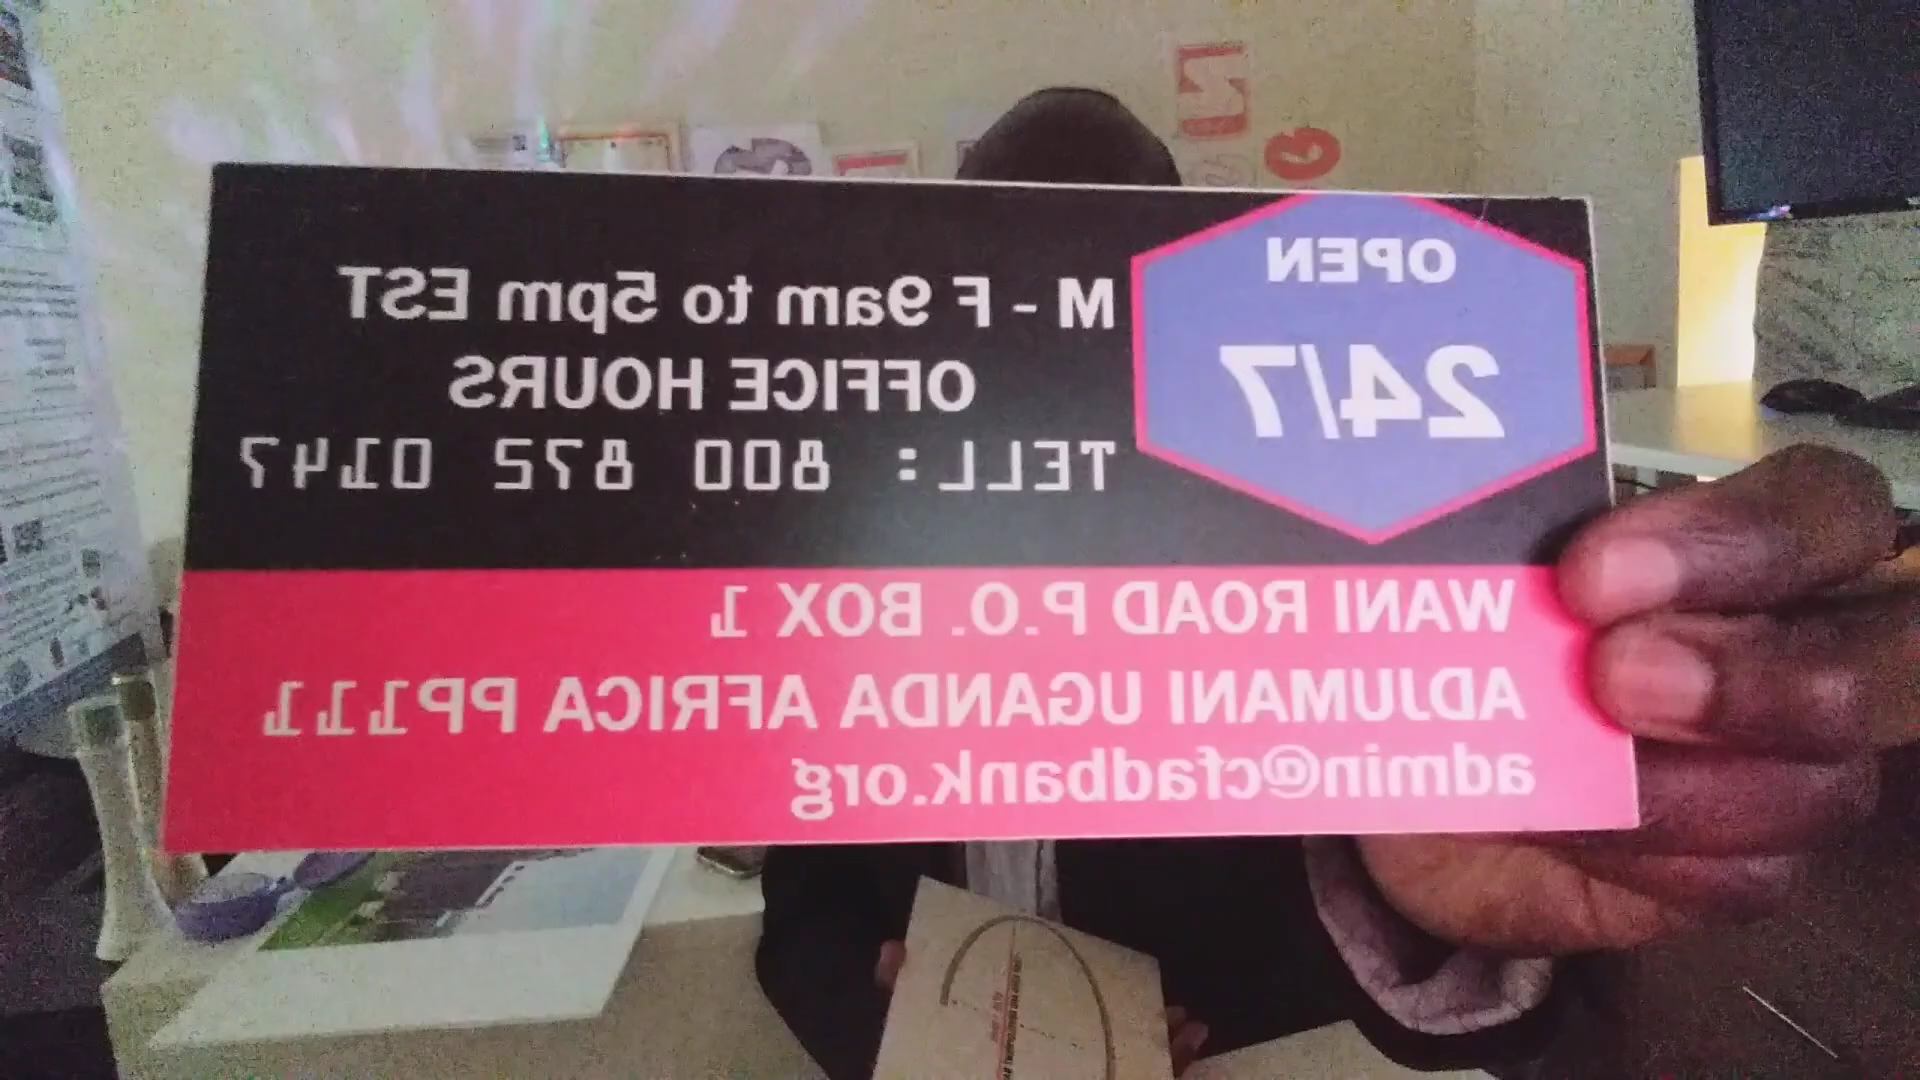 OPEN
24/7
M - F 9am to 5pm EST
OFFICE HOURS
TELL: 800 872 0147
WANI ROAD P.O. BOX 1
ADJUMANI UGANDA AFRICA PP111
admin@cfadbank.org